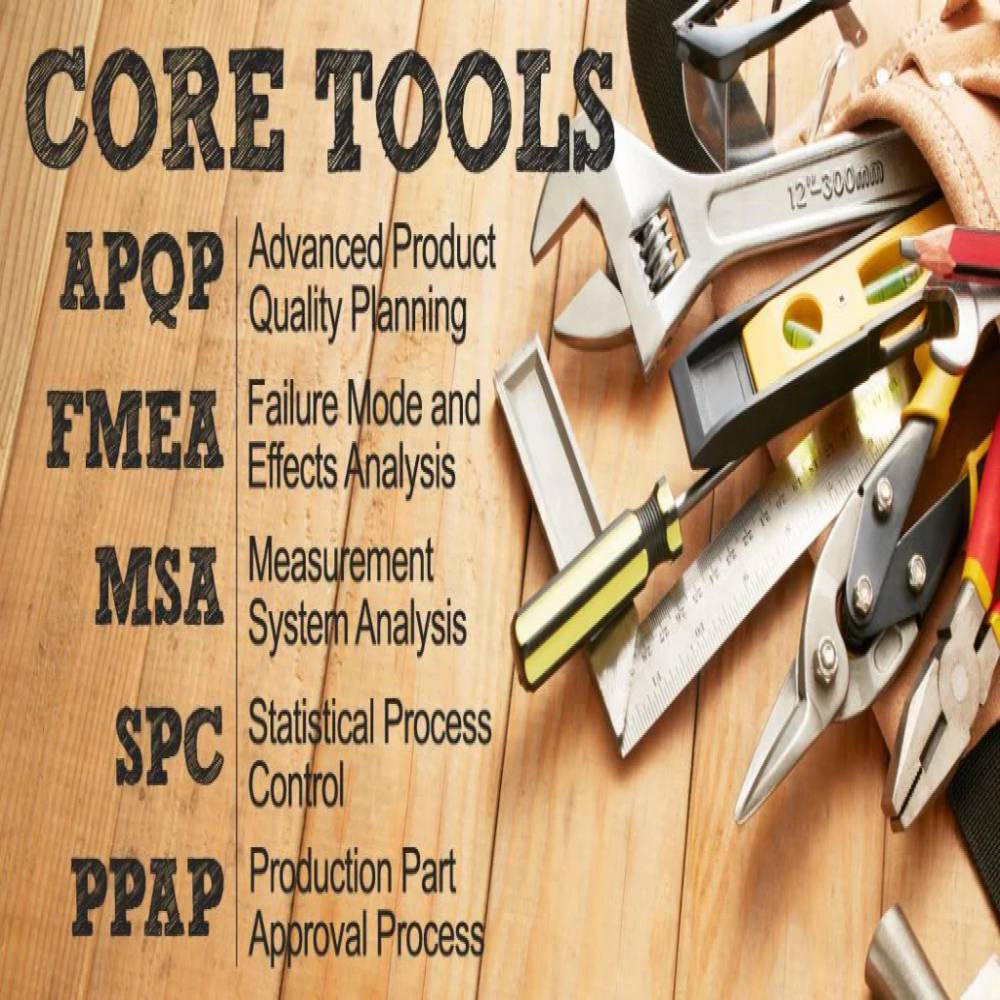 CORE TOOLS
APQP
Advanced Product
Quality Planning
FMEA
Failure Mode and
Effects Analysis
MSA
Measurement
System Analysis
SPC
Statistical Process
Control
PPAP
Production Part
Approval Process
12"-300mm